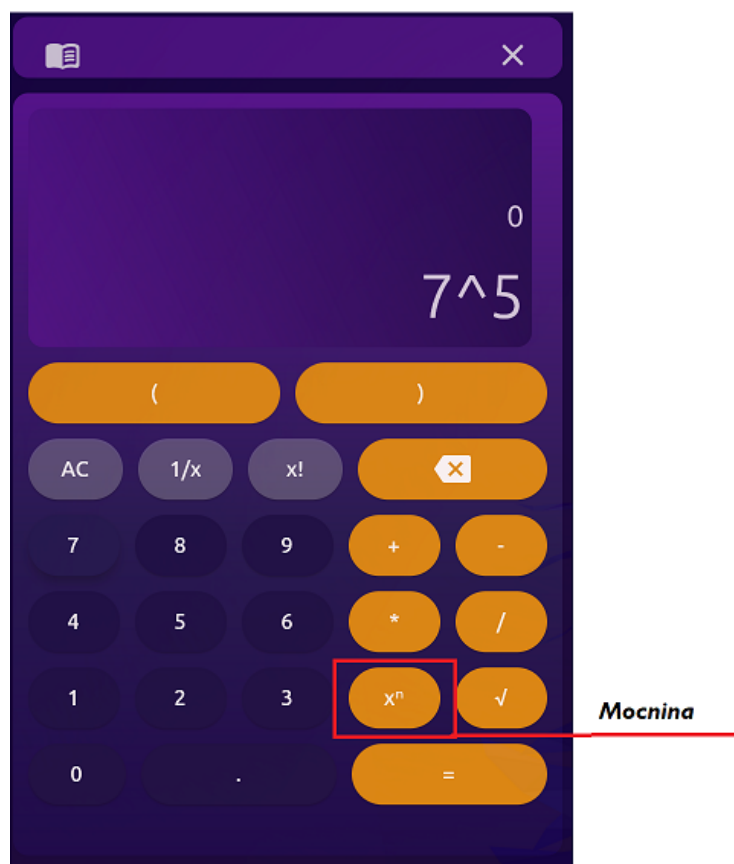 0
7^5
( )
AC 1/x x!
7 8 9 + -
4 5 6 * /
1 2 3 xⁿ √
Mocnina
0 . =